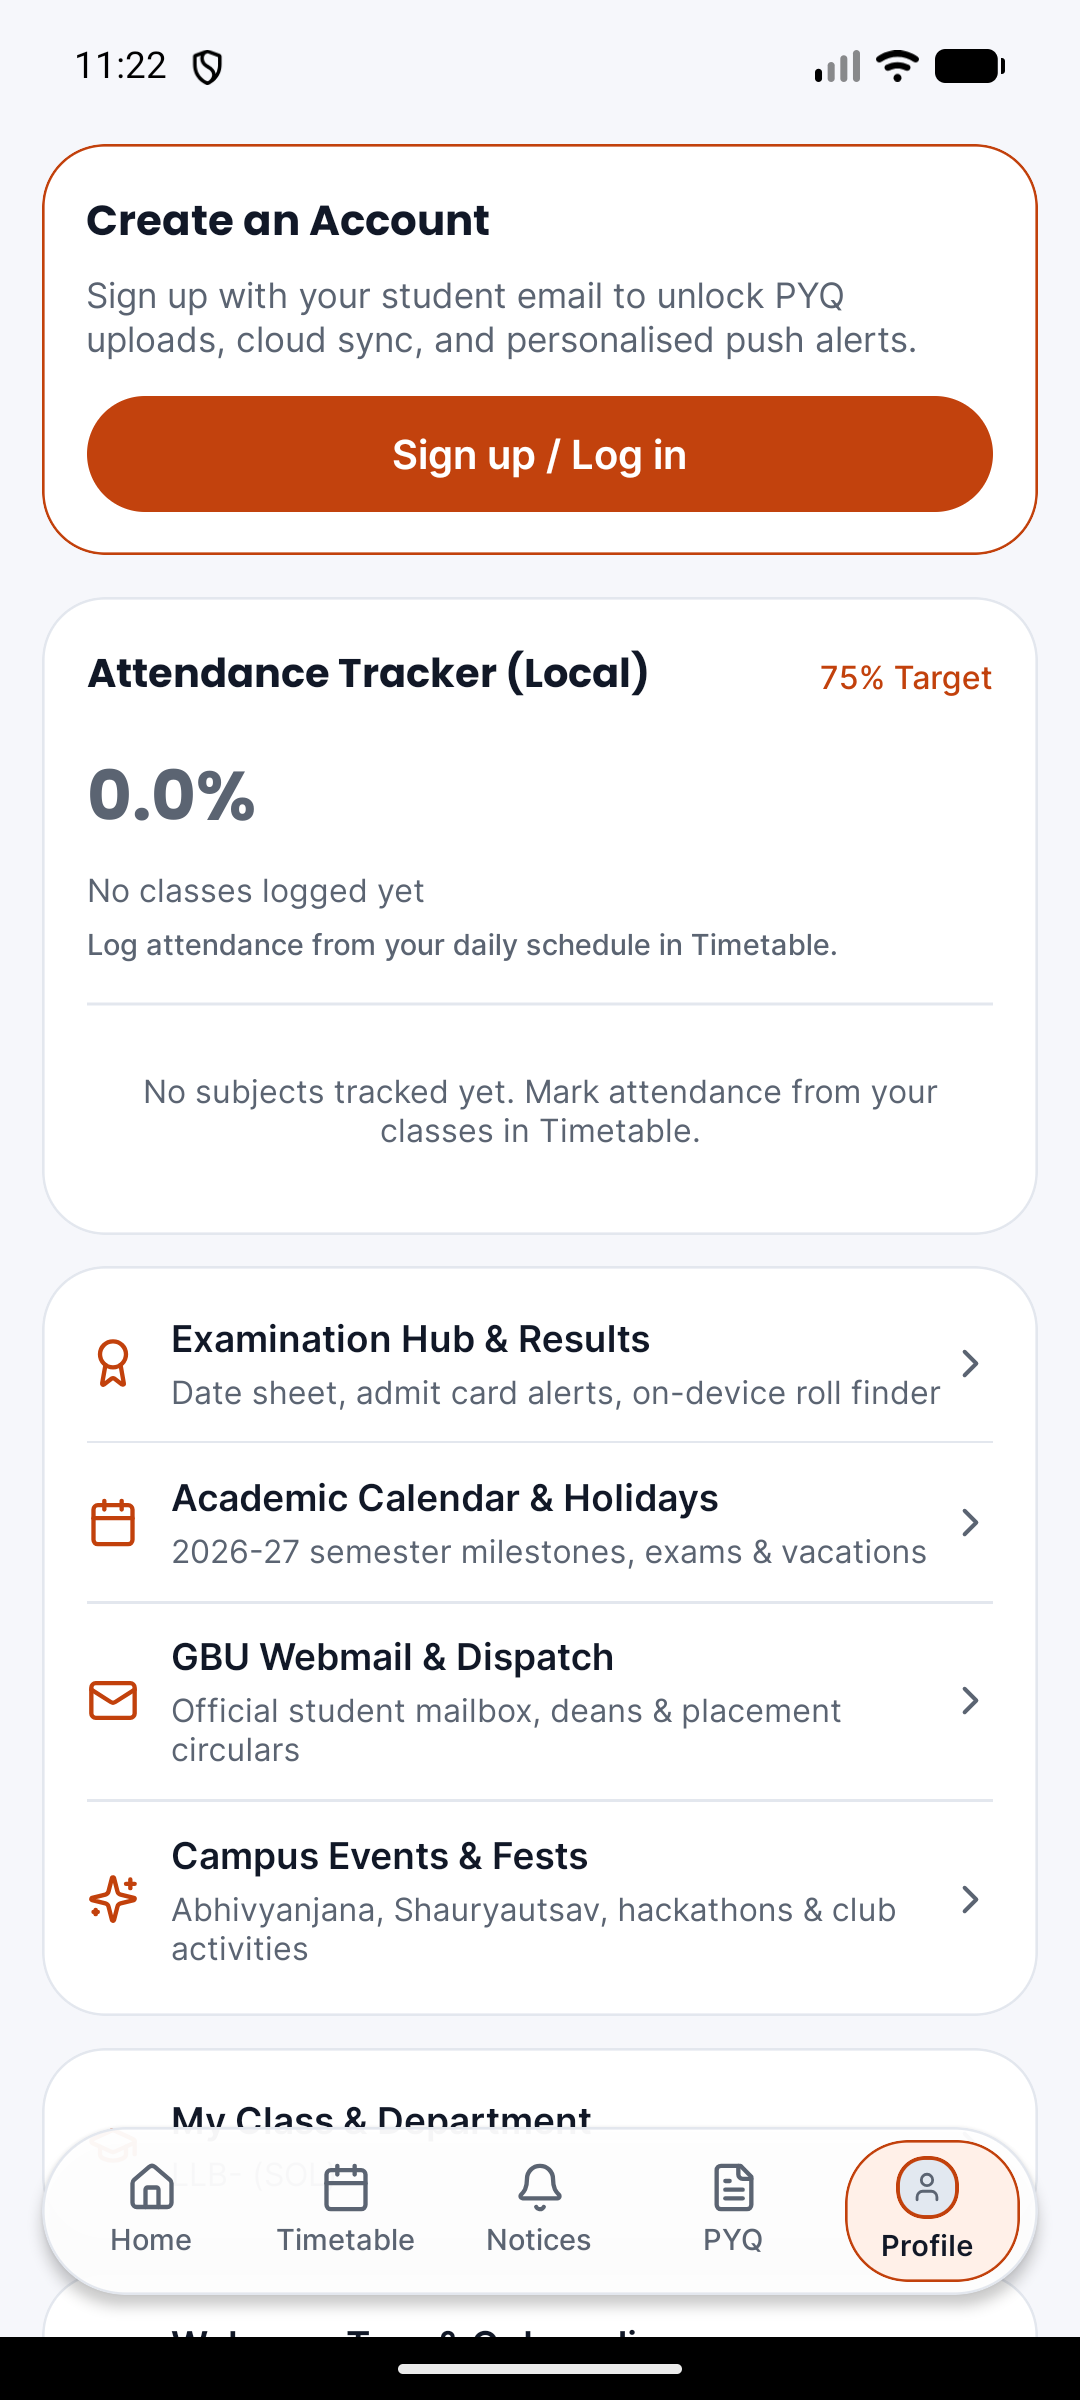 11:22
Create an Account
Sign up with your student email to unlock PYQ
uploads, cloud sync, and personalised push alerts.
Sign up / Log in
Attendance Tracker (Local)
75% Target
0.0%
No classes logged yet
Log attendance from your daily schedule in Timetable.
No subjects tracked yet. Mark attendance from your
classes in Timetable.
Examination Hub & Results
Date sheet, admit card alerts, on-device roll finder
Academic Calendar & Holidays
2026-27 semester milestones, exams & vacations
GBU Webmail & Dispatch
Official student mailbox, deans & placement
circulars
Campus Events & Fests
Abhivyanjana, Shauryautsav, hackathons & club
activities
My Class & Department
Home
Timetable
Notices
PYQ
Profile